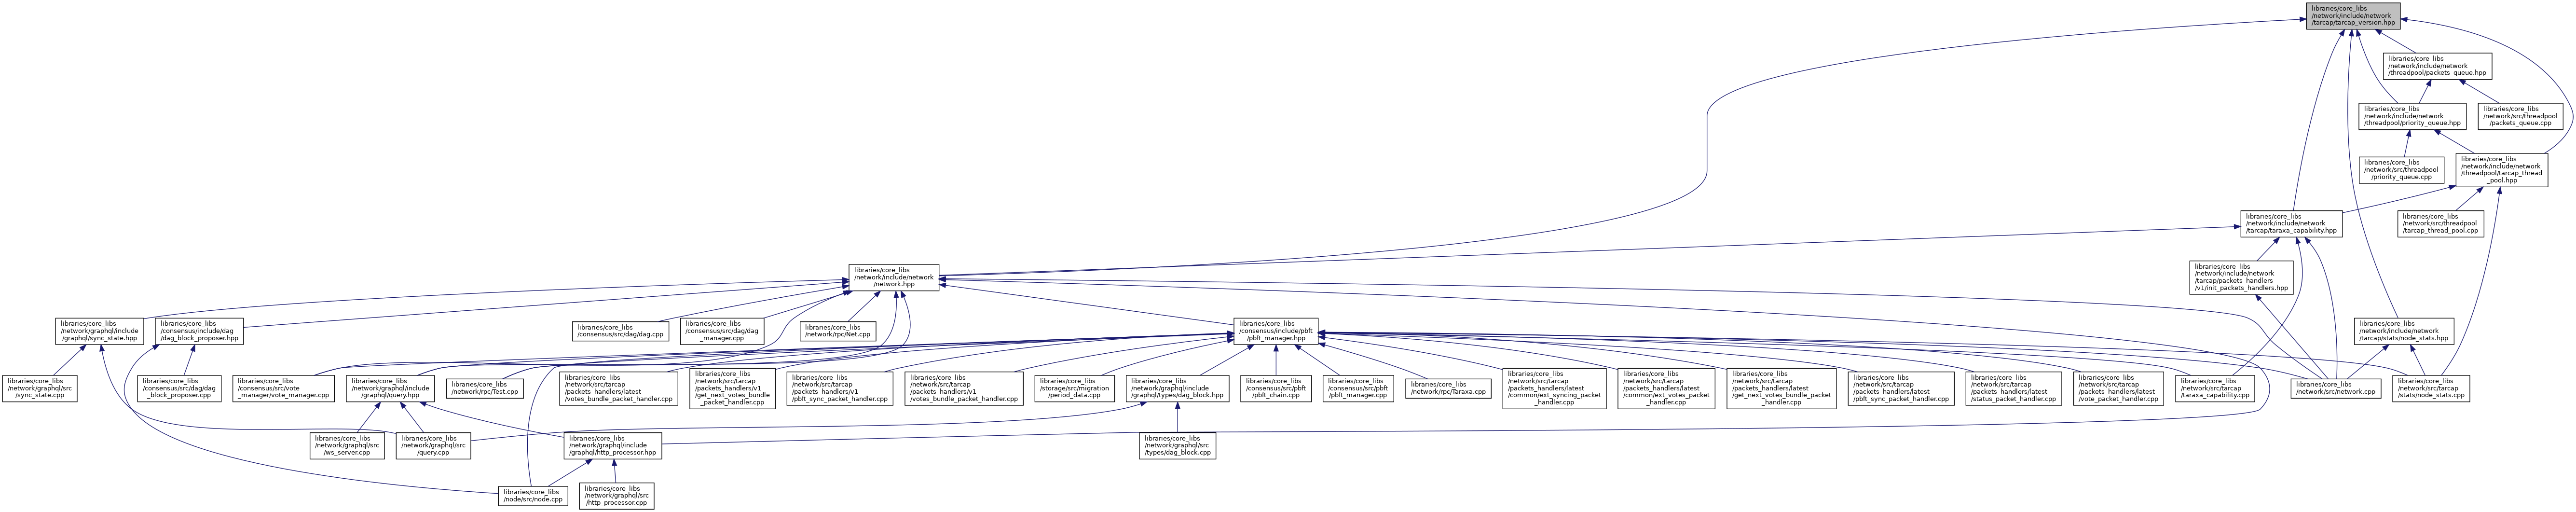 libraries/core_libs
/network/include/network
/tarcap/tarcap_version.hpp
libraries/core_libs
/network/include/network
/threadpool/packets_queue.hpp
libraries/core_libs
/network/include/network
/threadpool/priority_queue.hpp
libraries/core_libs
/network/src/threadpool
/packets_queue.cpp
libraries/core_libs
/network/src/threadpool
/priority_queue.cpp
libraries/core_libs
/network/include/network
/threadpool/tarcap_thread
_pool.hpp
libraries/core_libs
/network/include/network
/tarcap/taraxa_capability.hpp
libraries/core_libs
/network/src/threadpool
/tarcap_thread_pool.cpp
libraries/core_libs
/network/include/network
/network.hpp
libraries/core_libs
/network/include/network
/tarcap/packets_handlers
/v1/init_packets_handlers.hpp
libraries/core_libs
/network/graphql/include
/graphql/sync_state.hpp
libraries/core_libs
/consensus/include/dag
/dag_block_proposer.hpp
libraries/core_libs
/consensus/src/dag/dag.cpp
libraries/core_libs
/consensus/src/dag/dag
_manager.cpp
libraries/core_libs
/network/rpc/Net.cpp
libraries/core_libs
/consensus/include/pbft
/pbft_manager.hpp
libraries/core_libs
/network/include/network
/tarcap/stats/node_stats.hpp
libraries/core_libs
/network/graphql/src
/sync_state.cpp
libraries/core_libs
/consensus/src/dag/dag
_block_proposer.cpp
libraries/core_libs
/consensus/src/vote
_manager/vote_manager.cpp
libraries/core_libs
/network/graphql/include
/graphql/query.hpp
libraries/core_libs
/network/rpc/Test.cpp
libraries/core_libs
/network/src/tarcap
/packets_handlers/latest
/votes_bundle_packet_handler.cpp
libraries/core_libs
/network/src/tarcap
/packets_handlers/v1
/get_next_votes_bundle
_packet_handler.cpp
libraries/core_libs
/network/src/tarcap
/packets_handlers/v1
/pbft_sync_packet_handler.cpp
libraries/core_libs
/network/src/tarcap
/packets_handlers/v1
/votes_bundle_packet_handler.cpp
libraries/core_libs
/storage/src/migration
/period_data.cpp
libraries/core_libs
/network/graphql/include
/graphql/types/dag_block.hpp
libraries/core_libs
/consensus/src/pbft
/pbft_chain.cpp
libraries/core_libs
/consensus/src/pbft
/pbft_manager.cpp
libraries/core_libs
/network/rpc/Taraxa.cpp
libraries/core_libs
/network/src/tarcap
/packets_handlers/latest
/common/ext_syncing_packet
_handler.cpp
libraries/core_libs
/network/src/tarcap
/packets_handlers/latest
/common/ext_votes_packet
_handler.cpp
libraries/core_libs
/network/src/tarcap
/packets_handlers/latest
/get_next_votes_bundle_packet
_handler.cpp
libraries/core_libs
/network/src/tarcap
/packets_handlers/latest
/pbft_sync_packet_handler.cpp
libraries/core_libs
/network/src/tarcap
/packets_handlers/latest
/status_packet_handler.cpp
libraries/core_libs
/network/src/tarcap
/packets_handlers/latest
/vote_packet_handler.cpp
libraries/core_libs
/network/src/tarcap
/taraxa_capability.cpp
libraries/core_libs
/network/src/network.cpp
libraries/core_libs
/network/src/tarcap
/stats/node_stats.cpp
libraries/core_libs
/network/graphql/src
/ws_server.cpp
libraries/core_libs
/network/graphql/src
/query.cpp
libraries/core_libs
/network/graphql/include
/graphql/http_processor.hpp
libraries/core_libs
/network/graphql/src
/types/dag_block.cpp
libraries/core_libs
/node/src/node.cpp
libraries/core_libs
/network/graphql/src
/http_processor.cpp